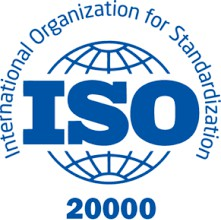 International Organization for Standardization
ISO
20000